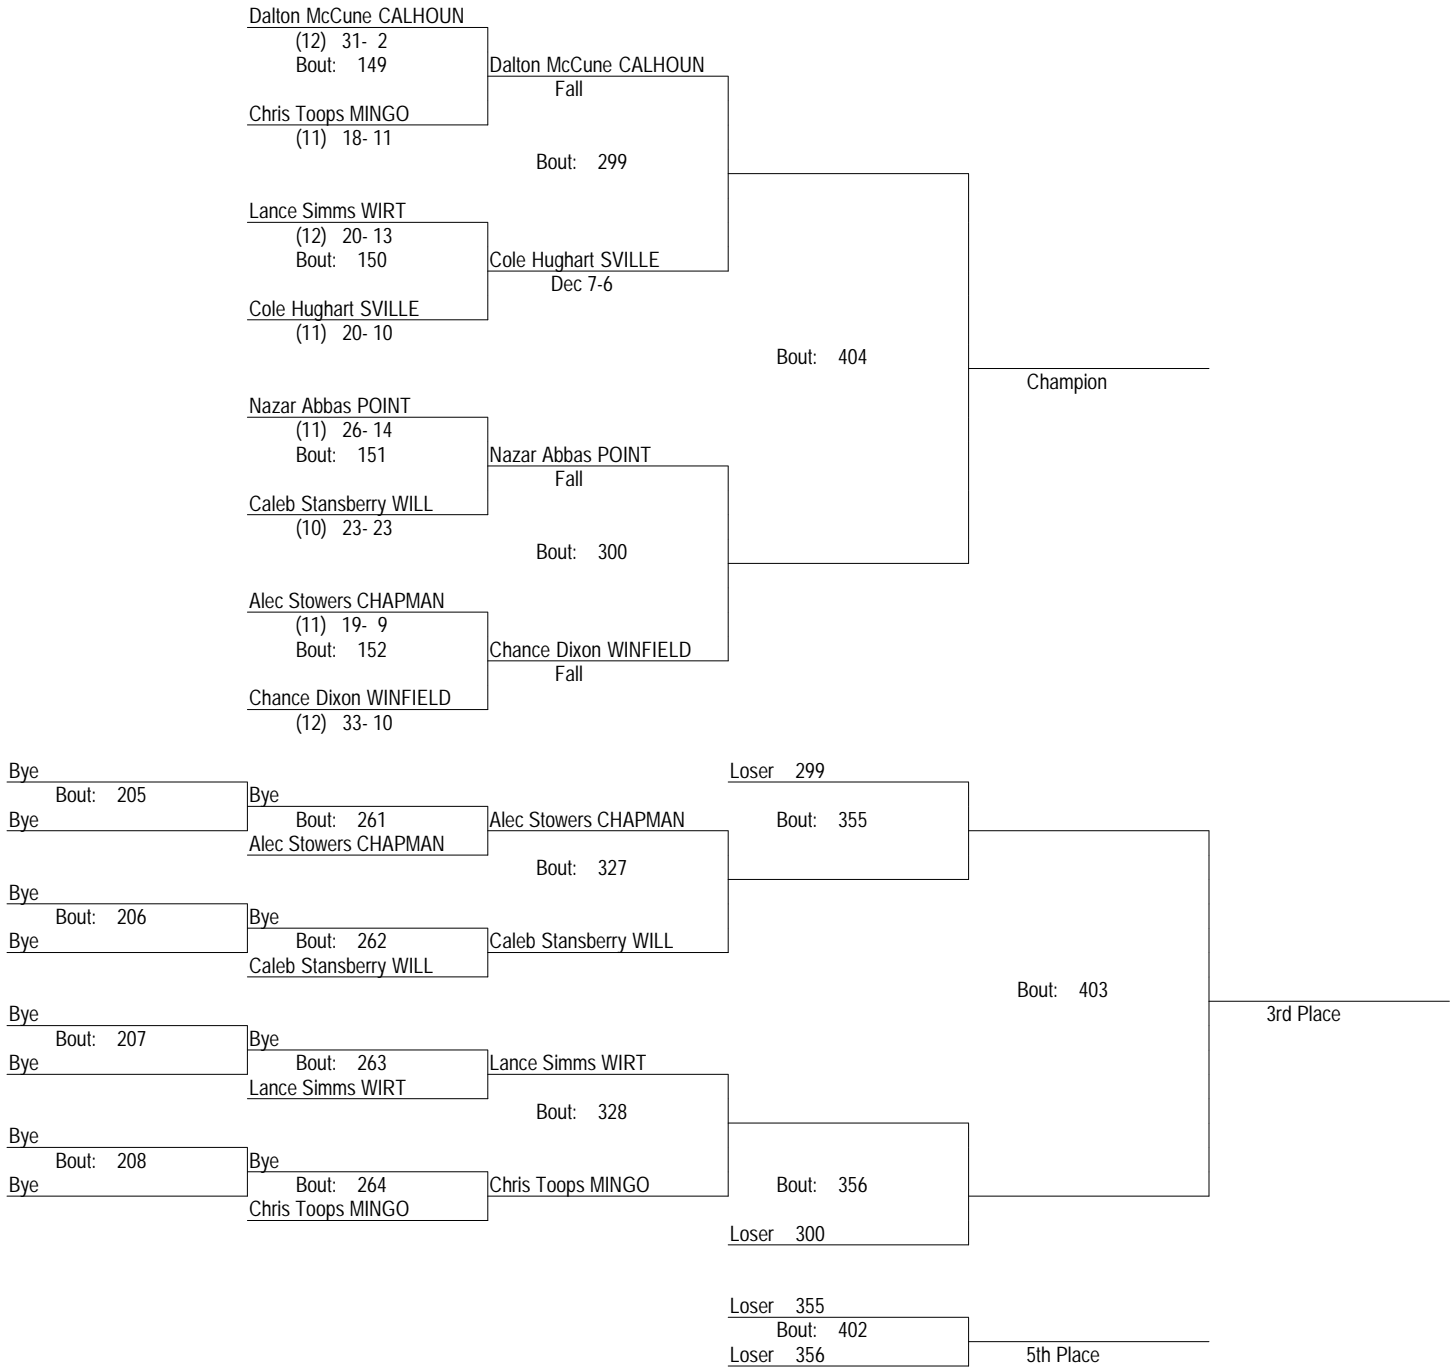 Dalton McCune CALHOUN
(12) 31- 2
Bout: 149
Dalton McCune CALHOUN
Fall
Chris Toops MINGO
(11) 18- 11
Bout: 299
Lance Simms WIRT
(12) 20- 13
Bout: 150
Cole Hughart SVILLE
Dec 7-6
Cole Hughart SVILLE
(11) 20- 10
Bout: 404
Champion
Nazar Abbas POINT
(11) 26- 14
Bout: 151
Nazar Abbas POINT
Fall
Caleb Stansberry WILL
(10) 23- 23
Bout: 300
Alec Stowers CHAPMAN
(11) 19- 9
Bout: 152
Chance Dixon WINFIELD
Fall
Chance Dixon WINFIELD
(12) 33- 10
Bye
Loser 299
Bout: 205
Bye
Bye
Bout: 261
Alec Stowers CHAPMAN
Bout: 355
Alec Stowers CHAPMAN
Bout: 327
Bye
Bout: 206
Bye
Bye
Bout: 262
Caleb Stansberry WILL
Caleb Stansberry WILL
Bout: 403
Bye
3rd Place
Bout: 207
Bye
Bye
Bout: 263
Lance Simms WIRT
Lance Simms WIRT
Bout: 328
Bye
Bout: 208
Bye
Bye
Bout: 264
Chris Toops MINGO
Bout: 356
Chris Toops MINGO
Loser 300
Loser 355
Bout: 402
Loser 356
5th Place